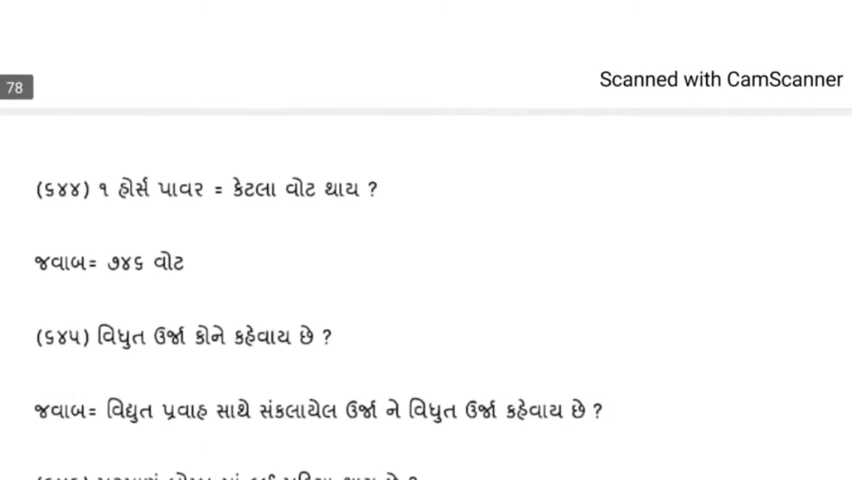 78
Scanned with CamScanner
(૬૪૪) ૧ હોર્સ પાવર = કેટલા વોટ થાય ?
જવાબ= ૭૪૬ વોટ
(૬૪૫) વિધુત ઉર્જા કોને કહેવાય છે ?
જવાબ= વિદ્યુત પ્રવાહ સાથે સંકલાયેલ ઉર્જા ને વિધુત ઉર્જા કહેવાય છે ?